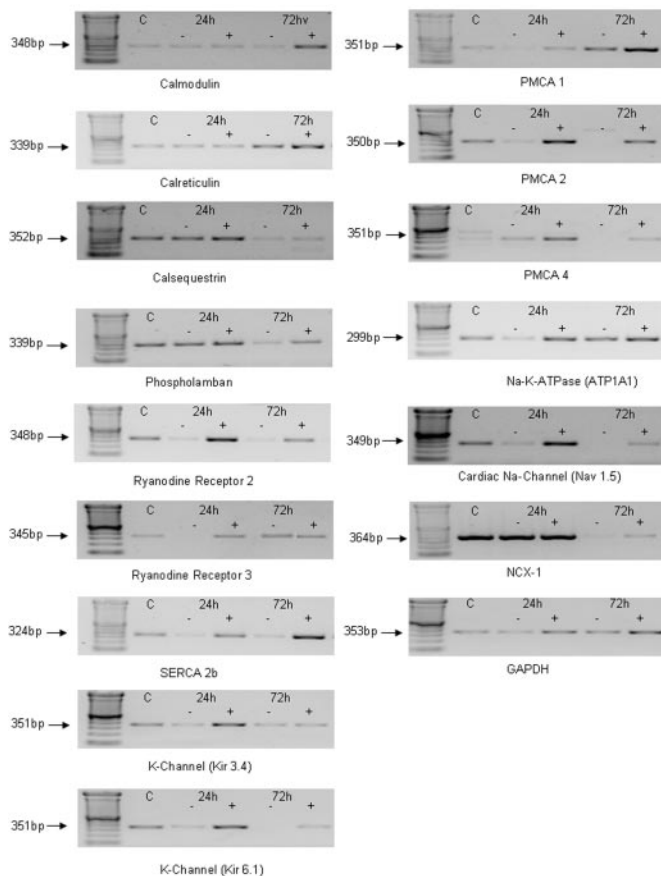 C 24h 72hv
- + - +
348bp
Calmodulin
C 24h 72h
- + - +
339bp
Calreticulin
C 24h 72h
- + - +
352bp
Calsequestrin
C 24h 72h
- + - +
339bp
Phospholamban
C 24h 72h
- + - +
348bp
Ryanodine Receptor 2
C 24h 72h
- + - +
345bp
Ryanodine Receptor 3
C 24h 72h
- + - +
324bp
SERCA 2b
C 24h 72h
- + - +
351bp
K-Channel (Kir 3.4)
C 24h 72h
- + - +
351bp
K-Channel (Kir 6.1)
C 24h 72h
- + - +
351bp
PMCA 1
C 24h 72h
- + - +
350bp
PMCA 2
C 24h 72h
- + - +
351bp
PMCA 4
C 24h 72h
- + - +
299bp
Na-K-ATPase (ATP1A1)
C 24h 72h
- + - +
349bp
Cardiac Na-Channel (Nav 1.5)
C 24h 72h
- + - +
364bp
NCX-1
C 24h 72h
- + - +
353bp
GAPDH